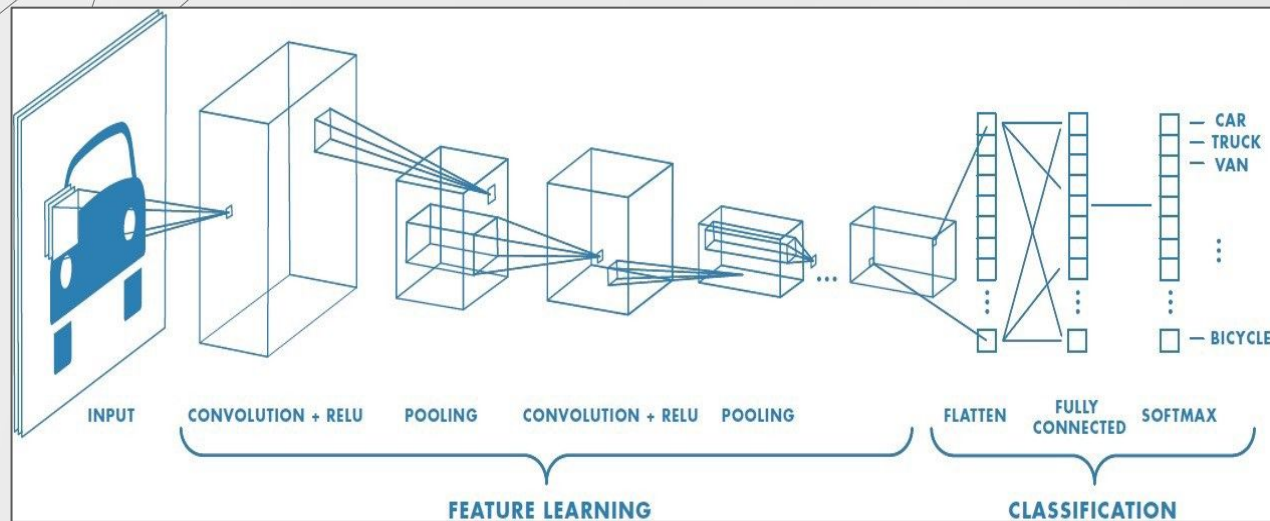 CAR
TRUCK
VAN
BICYCLE
INPUT
CONVOLUTION + RELU
POOLING
CONVOLUTION + RELU
POOLING
FLATTEN
FULLY
CONNECTED
SOFTMAX
FEATURE LEARNING
CLASSIFICATION